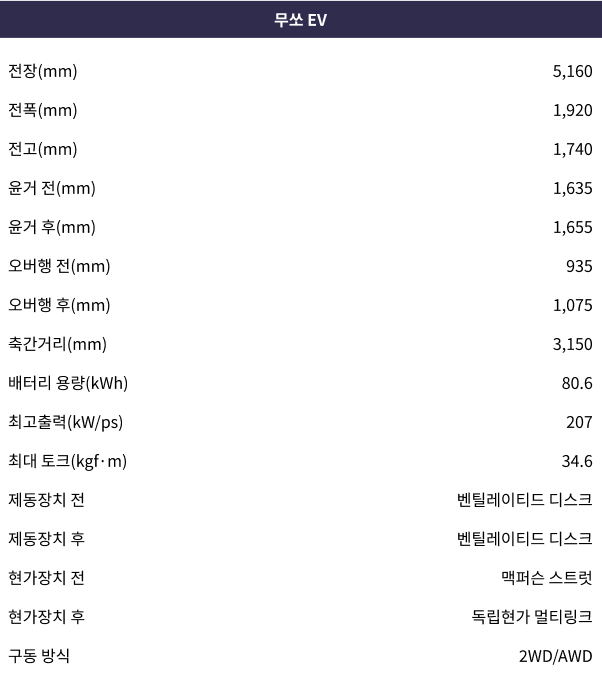 무쏘 EV
전장(mm) 5,160
전폭(mm) 1,920
전고(mm) 1,740
윤거 전(mm) 1,635
윤거 후(mm) 1,655
오버행 전(mm) 935
오버행 후(mm) 1,075
축간거리(mm) 3,150
배터리 용량(kWh) 80.6
최고출력(kW/ps) 207
최대 토크(kgf·m) 34.6
제동장치 전 벤틸레이티드 디스크
제동장치 후 벤틸레이티드 디스크
현가장치 전 맥퍼슨 스트럿
현가장치 후 독립현가 멀티링크
구동 방식 2WD/AWD